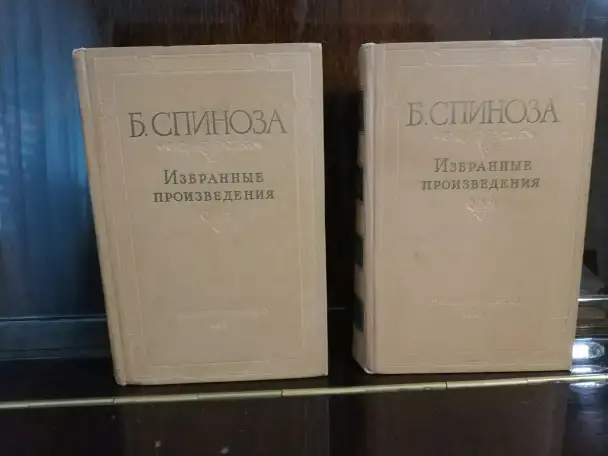 Б. СПИНОЗА
ИЗБРАННЫЕ
ПРОИЗВЕДЕНИЯ
Б. СПИНОЗА
ИЗБРАННЫЕ
ПРОИЗВЕДЕНИЯ